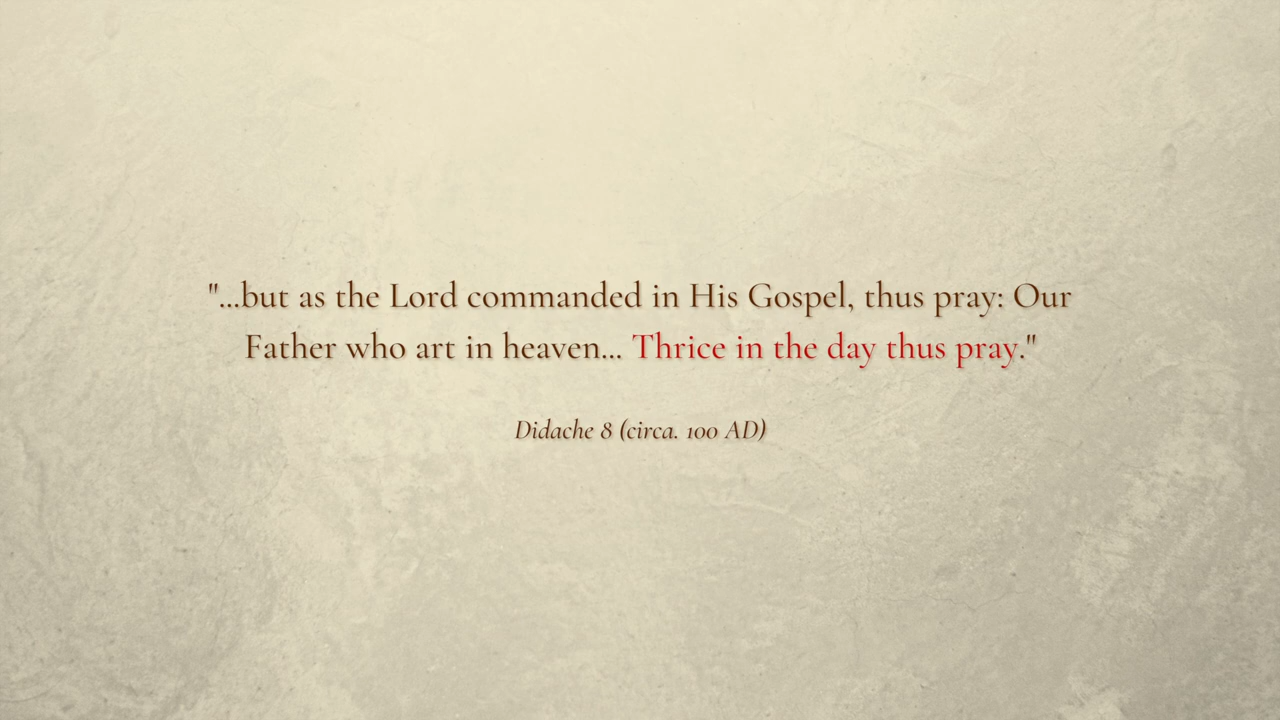 "...but as the Lord commanded in His Gospel, thus pray: Our
Father who art in heaven... Thrice in the day thus pray."
Didache 8 (circa. 100 AD)